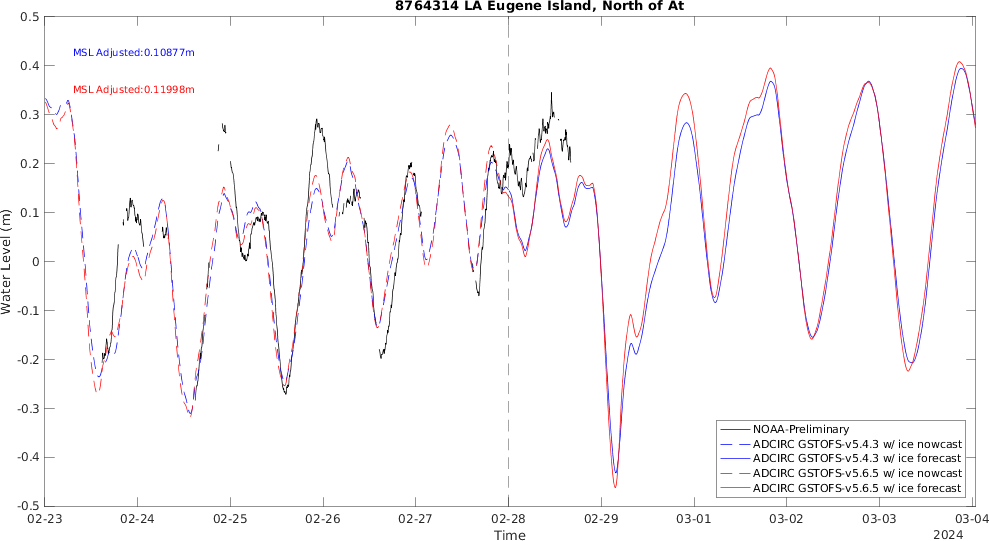 8764314 LA Eugene Island, North of At
MSL Adjusted:0.10877m
MSL Adjusted:0.11998m
Water Level (m)
0.5
0.4
0.3
0.2
0.1
0
-0.1
-0.2
-0.3
-0.4
-0.5
NOAA-Preliminary
ADCIRC GSTOFS-v5.4.3 w/ ice nowcast
ADCIRC GSTOFS-v5.4.3 w/ ice forecast
ADCIRC GSTOFS-v5.6.5 w/ ice nowcast
ADCIRC GSTOFS-v5.6.5 w/ ice forecast
02-23 02-24 02-25 02-26 02-27 02-28 02-29 03-01 03-02 03-03 03-04
Time
2024